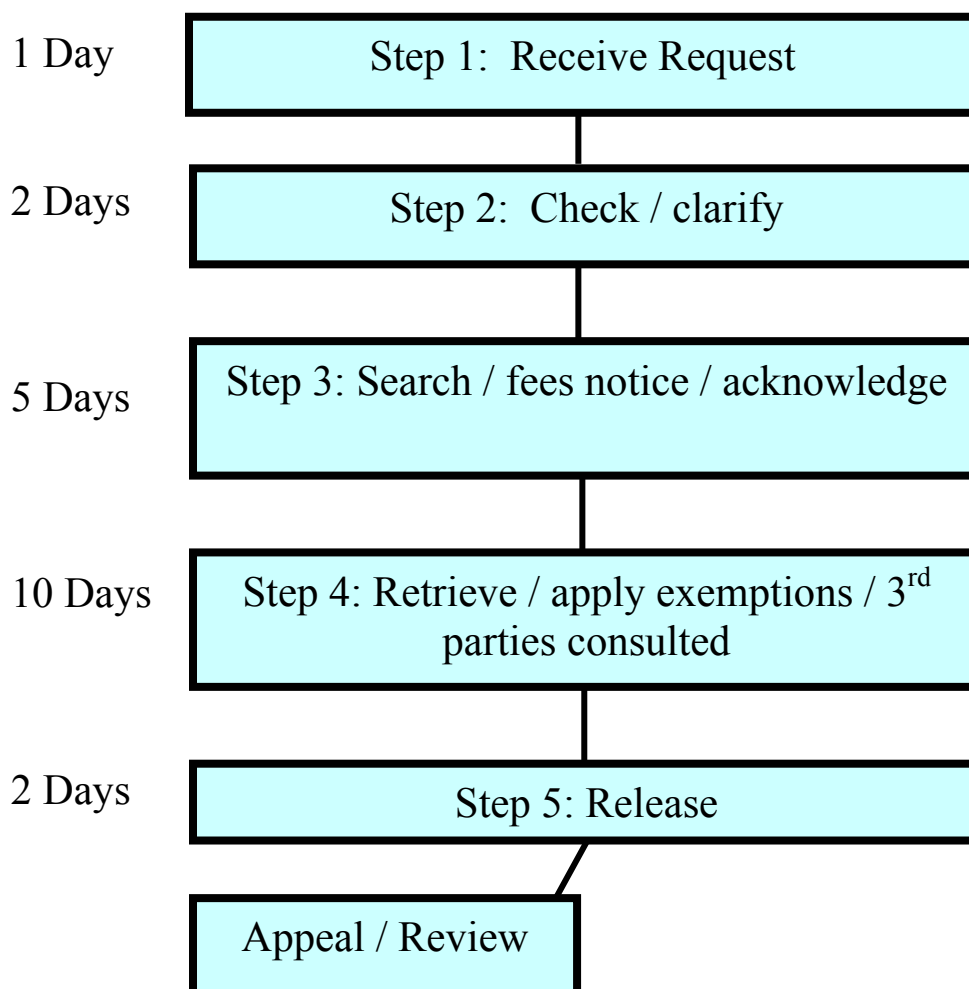 1 Day
Step 1: Receive Request
2 Days
Step 2: Check / clarify
5 Days
Step 3: Search / fees notice / acknowledge
10 Days
Step 4: Retrieve / apply exemptions / 3rd
parties consulted
2 Days
Step 5: Release
Appeal / Review